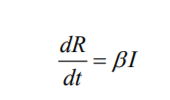 dR/dt = βI